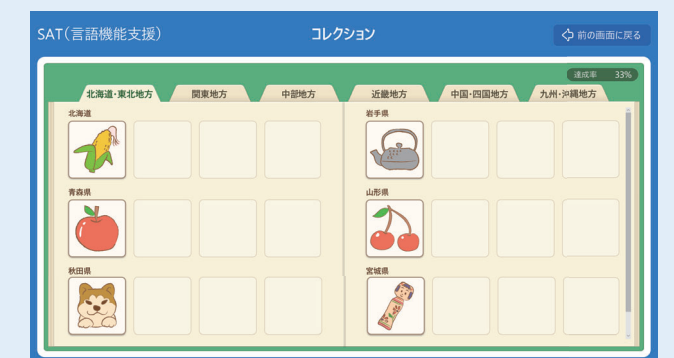 SAT(言語機能支援)
コレクション
前の画面に戻る
達成率 33%
北海道・東北地方
関東地方
中部地方
近畿地方
中国・四国地方
九州・沖縄地方
北海道
岩手県
青森県
山形県
秋田県
宮城県